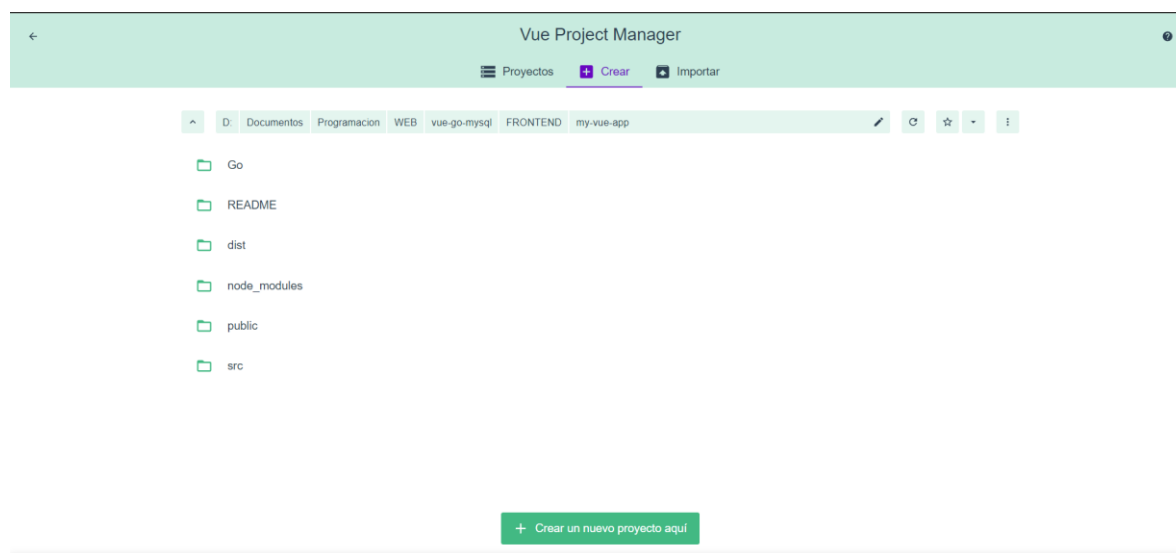 Vue Project Manager
Proyectos Crear Importar
D: Documentos Programacion WEB vue-go-mysql FRONTEND my-vue-app
Go
README
dist
node_modules
public
src
+ Crear un nuevo proyecto aquí